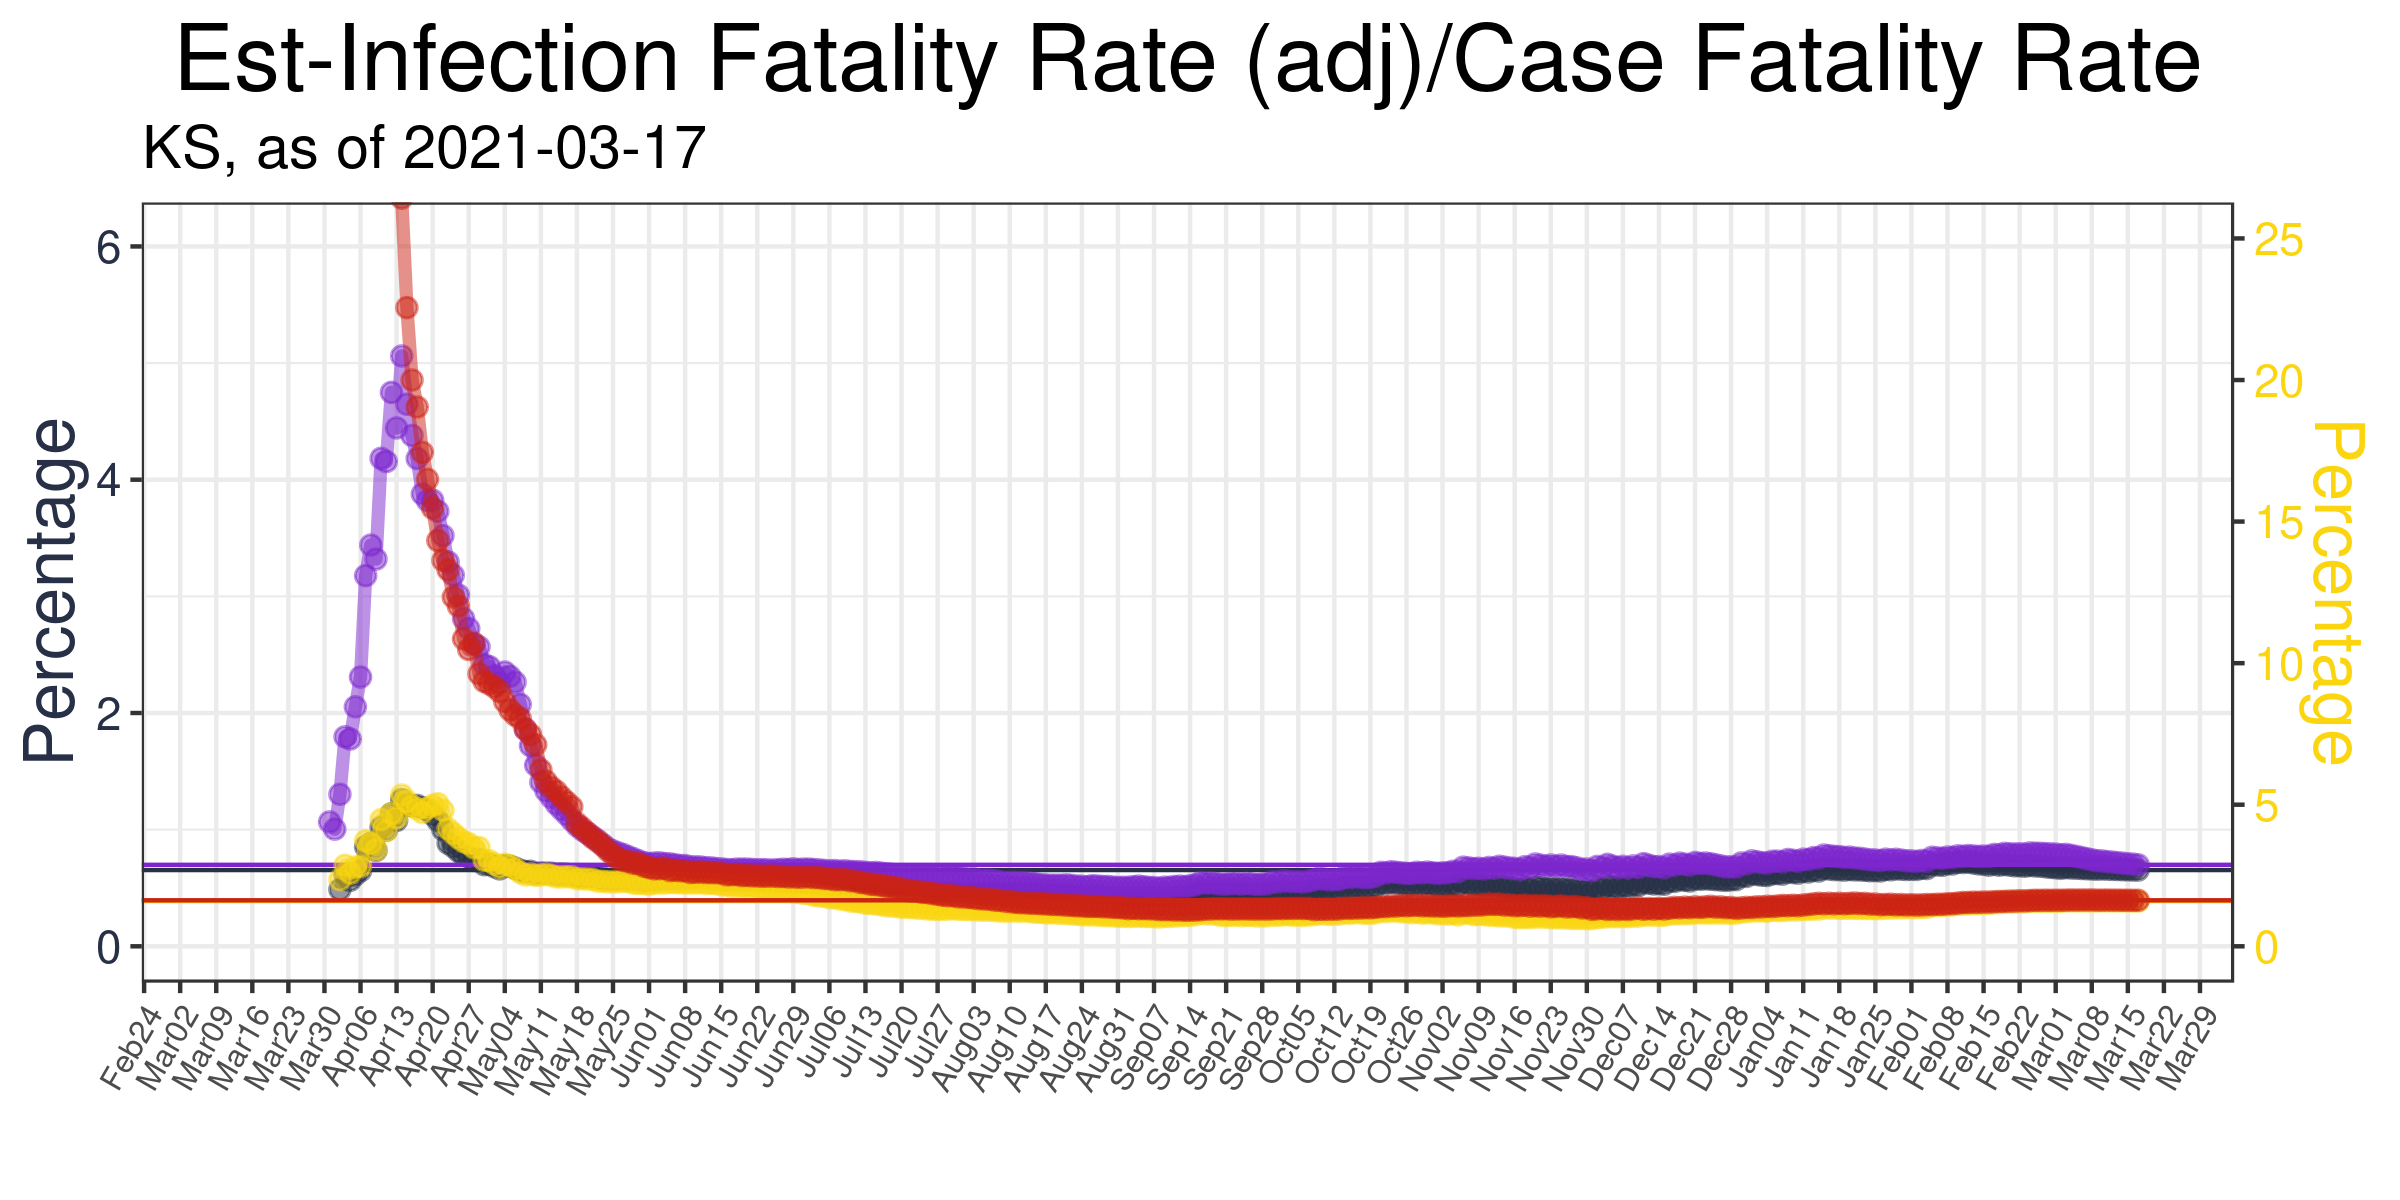 Est-Infection Fatality Rate (adj)/Case Fatality Rate
KS, as of 2021-03-17
Percentage
6
4
2
0
25
20
15
10
5
0
Percentage
Feb24
Mar02
Mar09
Mar16
Mar23
Mar30
Apr06
Apr13
Apr20
Apr27
May04
May11
May18
May25
Jun01
Jun08
Jun15
Jun22
Jun29
Jul06
Jul13
Jul20
Jul27
Aug03
Aug10
Aug17
Aug24
Aug31
Sep07
Sep14
Sep21
Sep28
Oct05
Oct12
Oct19
Oct26
Nov02
Nov09
Nov16
Nov23
Nov30
Dec07
Dec14
Dec21
Dec28
Jan04
Jan11
Jan18
Jan25
Feb01
Feb08
Feb15
Feb22
Mar01
Mar08
Mar15
Mar22
Mar29